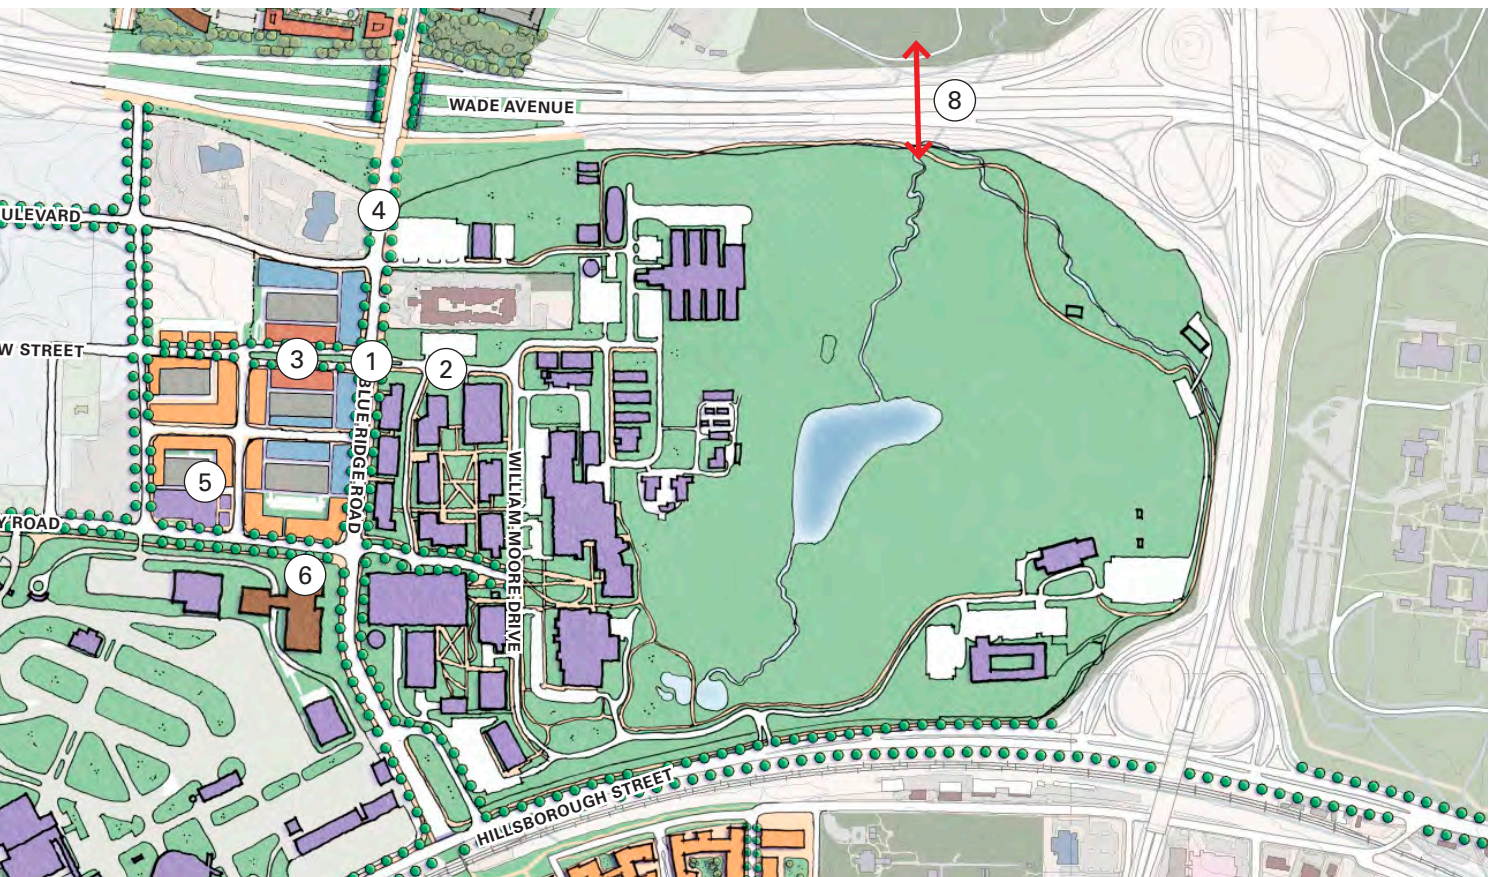 WADE AVENUE
8
4
ULEVARD
W STREET
3
1
2
BLUE RIDGE ROAD
WILLIAM MOORE DRIVE
5
Y ROAD
6
HILLSBOROUGH STREET